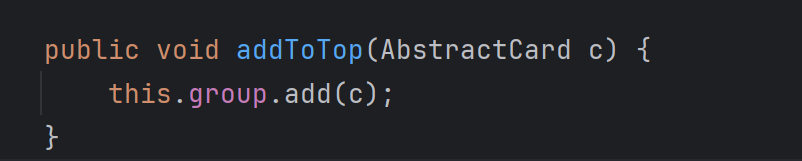 public void addToTop(AbstractCard c) {
    this.group.add(c);
}